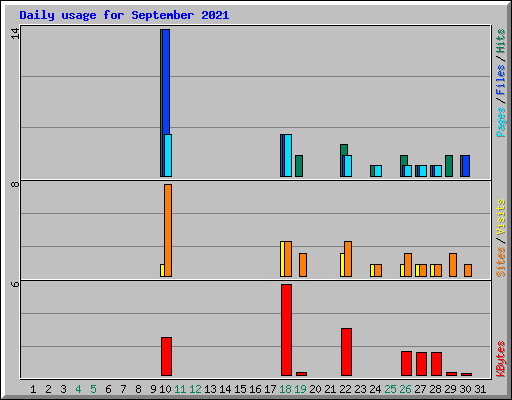 Daily usage for September 2021
14
8
6
Pages / Files / Hits
Sites / Visits
KBytes
1 2 3 4 5 6 7 8 9 10 11 12 13 14 15 16 17 18 19 20 21 22 23 24 25 26 27 28 29 30 31